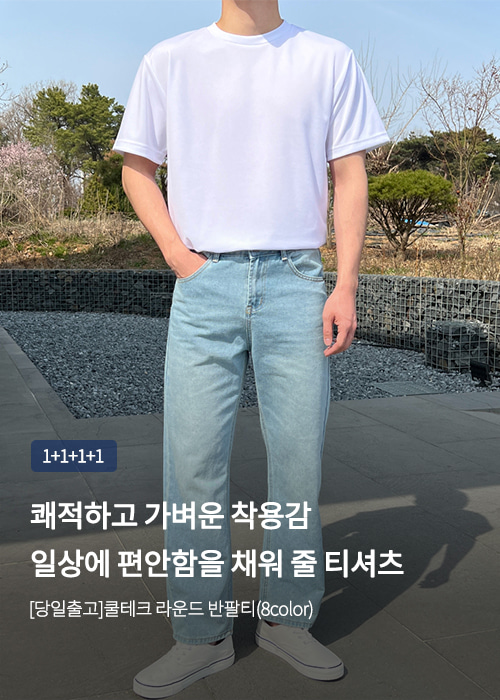 1+1+1+1
쾌적하고 가벼운 착용감
일상에 편안함을 채워 줄 티셔츠
[당일출고]쿨테크 라운드 반팔티(8color)